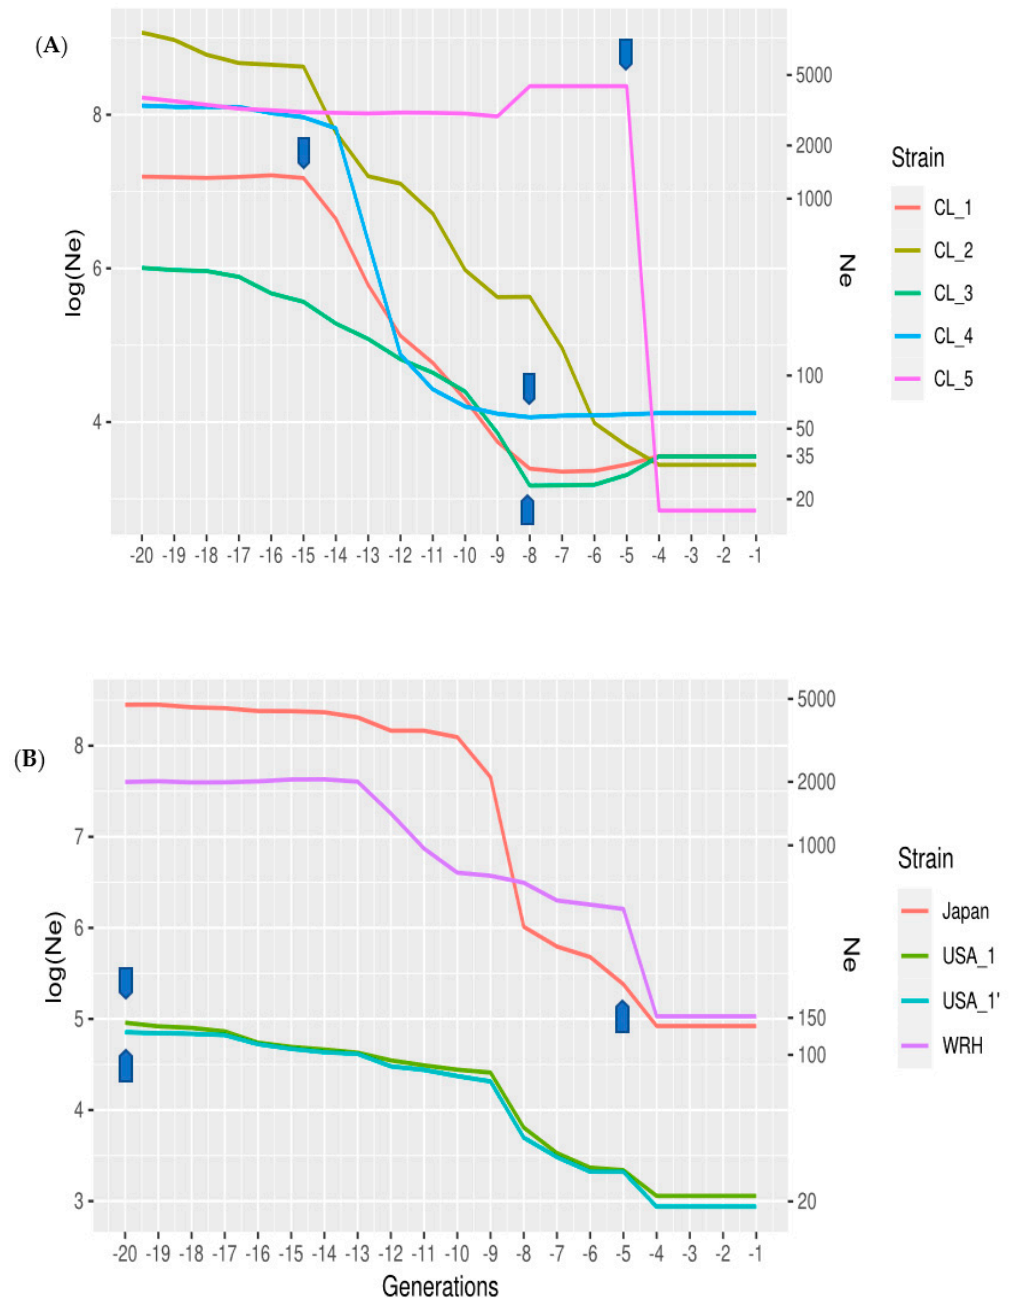 (A)
log(Ne)
8
6
4
5000
2000
1000
100
50
35
20
Ne
-20 -19 -18 -17 -16 -15 -14 -13 -12 -11 -10 -9 -8 -7 -6 -5 -4 -3 -2 -1
Strain
CL_1
CL_2
CL_3
CL_4
CL_5
(B)
log(Ne)
8
7
6
5
4
3
5000
2000
1000
150
100
20
Ne
-20 -19 -18 -17 -16 -15 -14 -13 -12 -11 -10 -9 -8 -7 -6 -5 -4 -3 -2 -1
Generations
Strain
Japan
USA_1
USA_1'
WRH